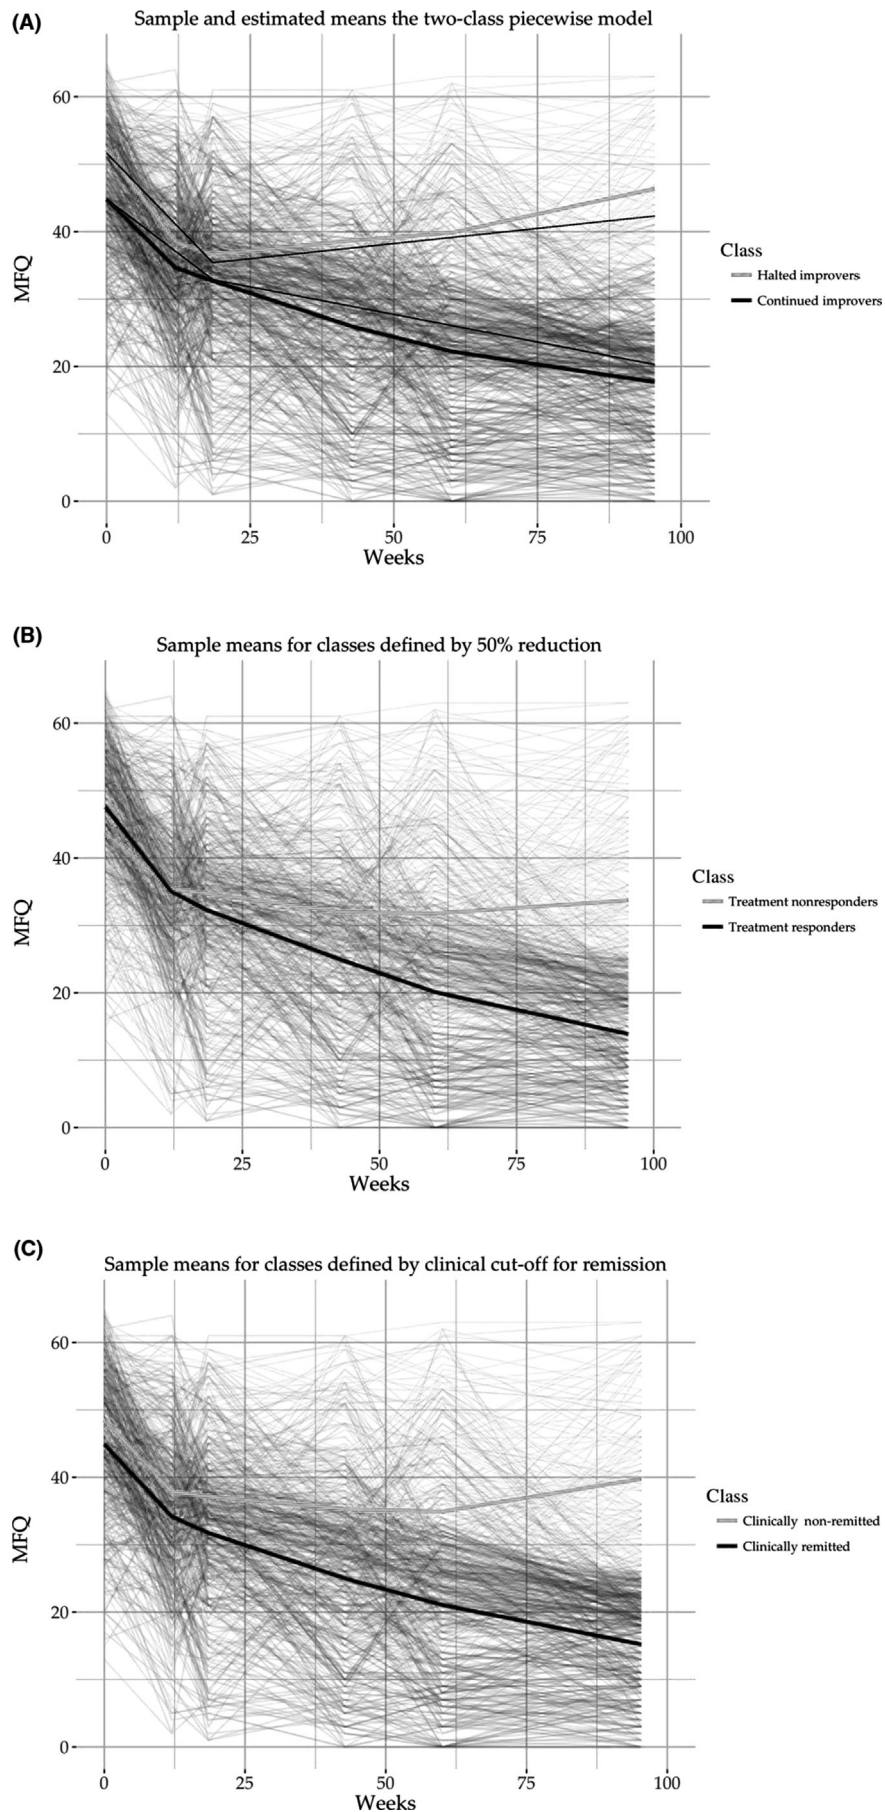 (A)
Sample and estimated means the two-class piecewise model
MFQ
60
40
20
0
0 25 50 75 100
Weeks
Class
Halted improvers
Continued improvers
(B)
Sample means for classes defined by 50% reduction
MFQ
60
40
20
0
0 25 50 75 100
Weeks
Class
Treatment nonresponders
Treatment responders
(C)
Sample means for classes defined by clinical cut-off for remission
MFQ
60
40
20
0
0 25 50 75 100
Weeks
Class
Clinically non-remitted
Clinically remitted